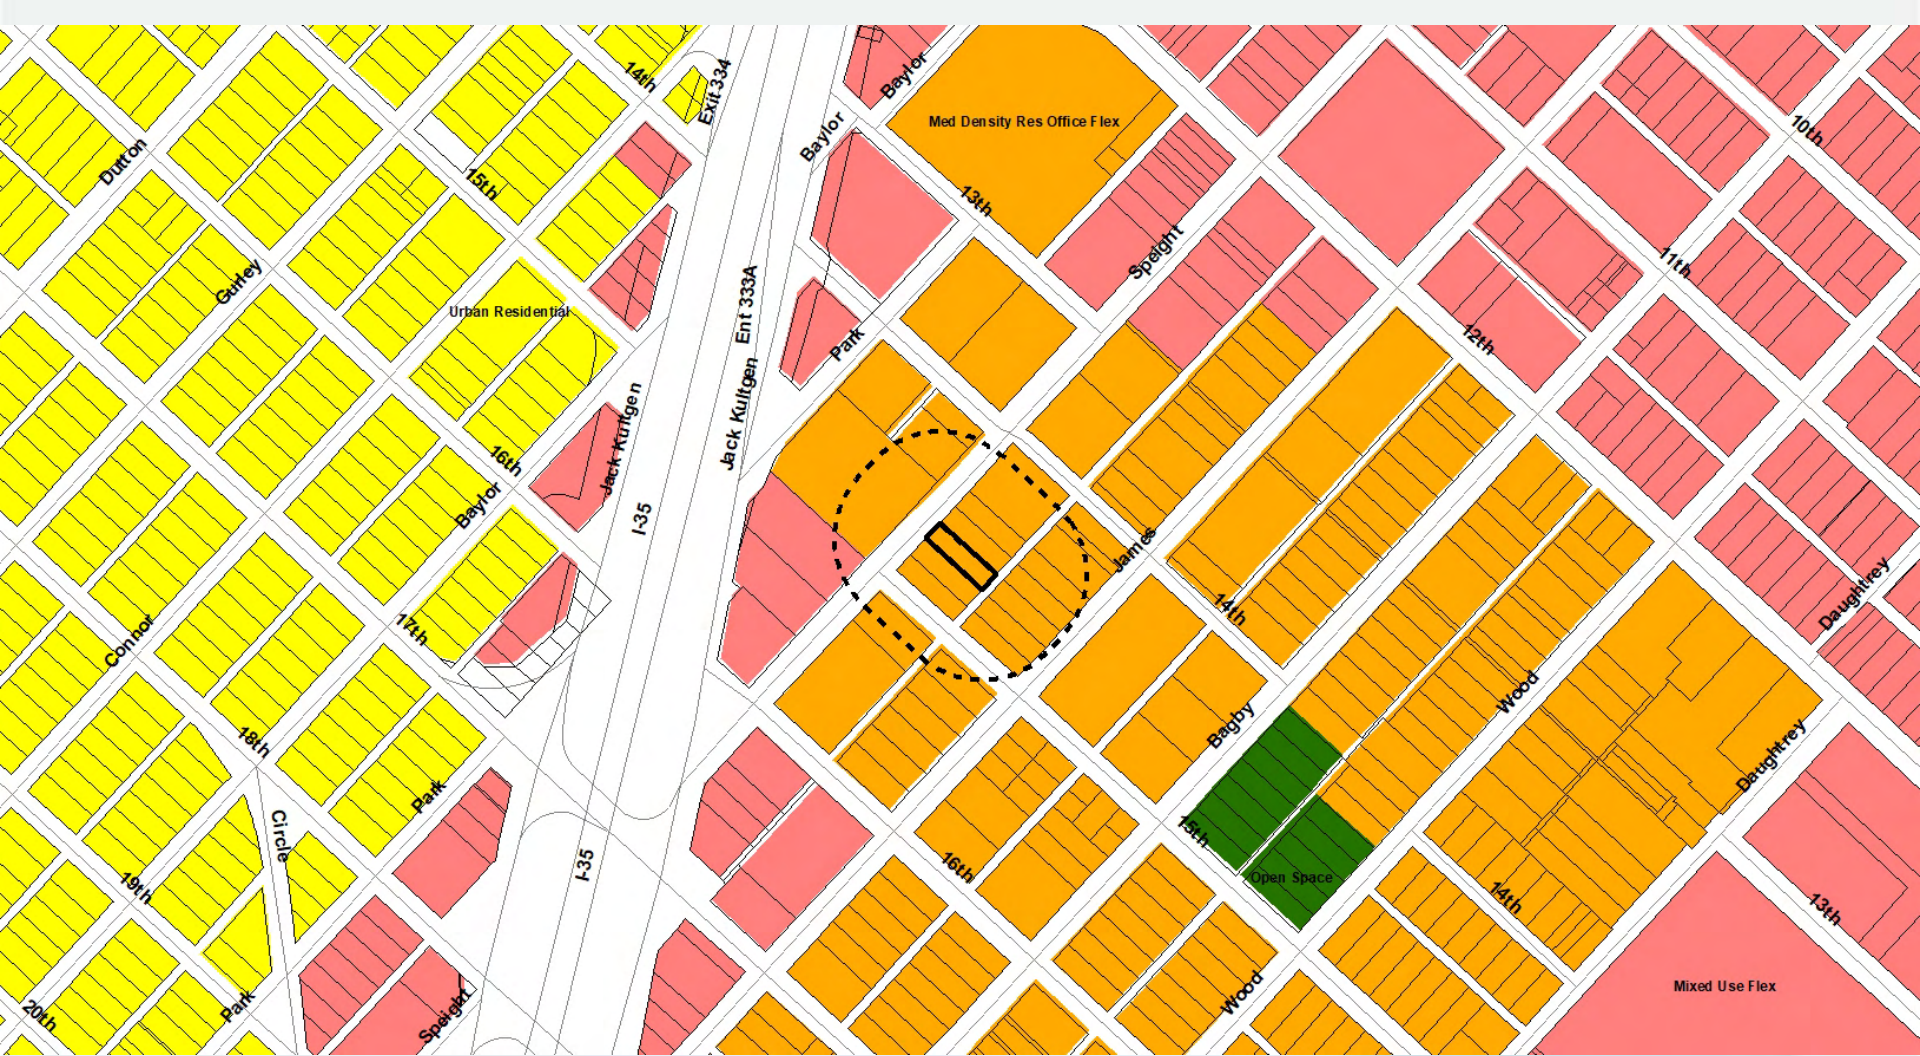 14th
Exit 334
Baylor
Baylor
Med Density Res Office Flex
10th
Dutton
15th
13th
Speight
11th
Gurley
Urban Residential
Ent 333A
Park
12th
Jack Kultgen
Jack Kultgen
16th
Baylor
I-35
James
Daughtrey
Connor
17th
14th
Wood
Bagby
18th
Daughtrey
Park
Circle
15th
I-35
16th
Open Space
19th
14th
13th
Park
Speight
Wood
Mixed Use Flex
20th